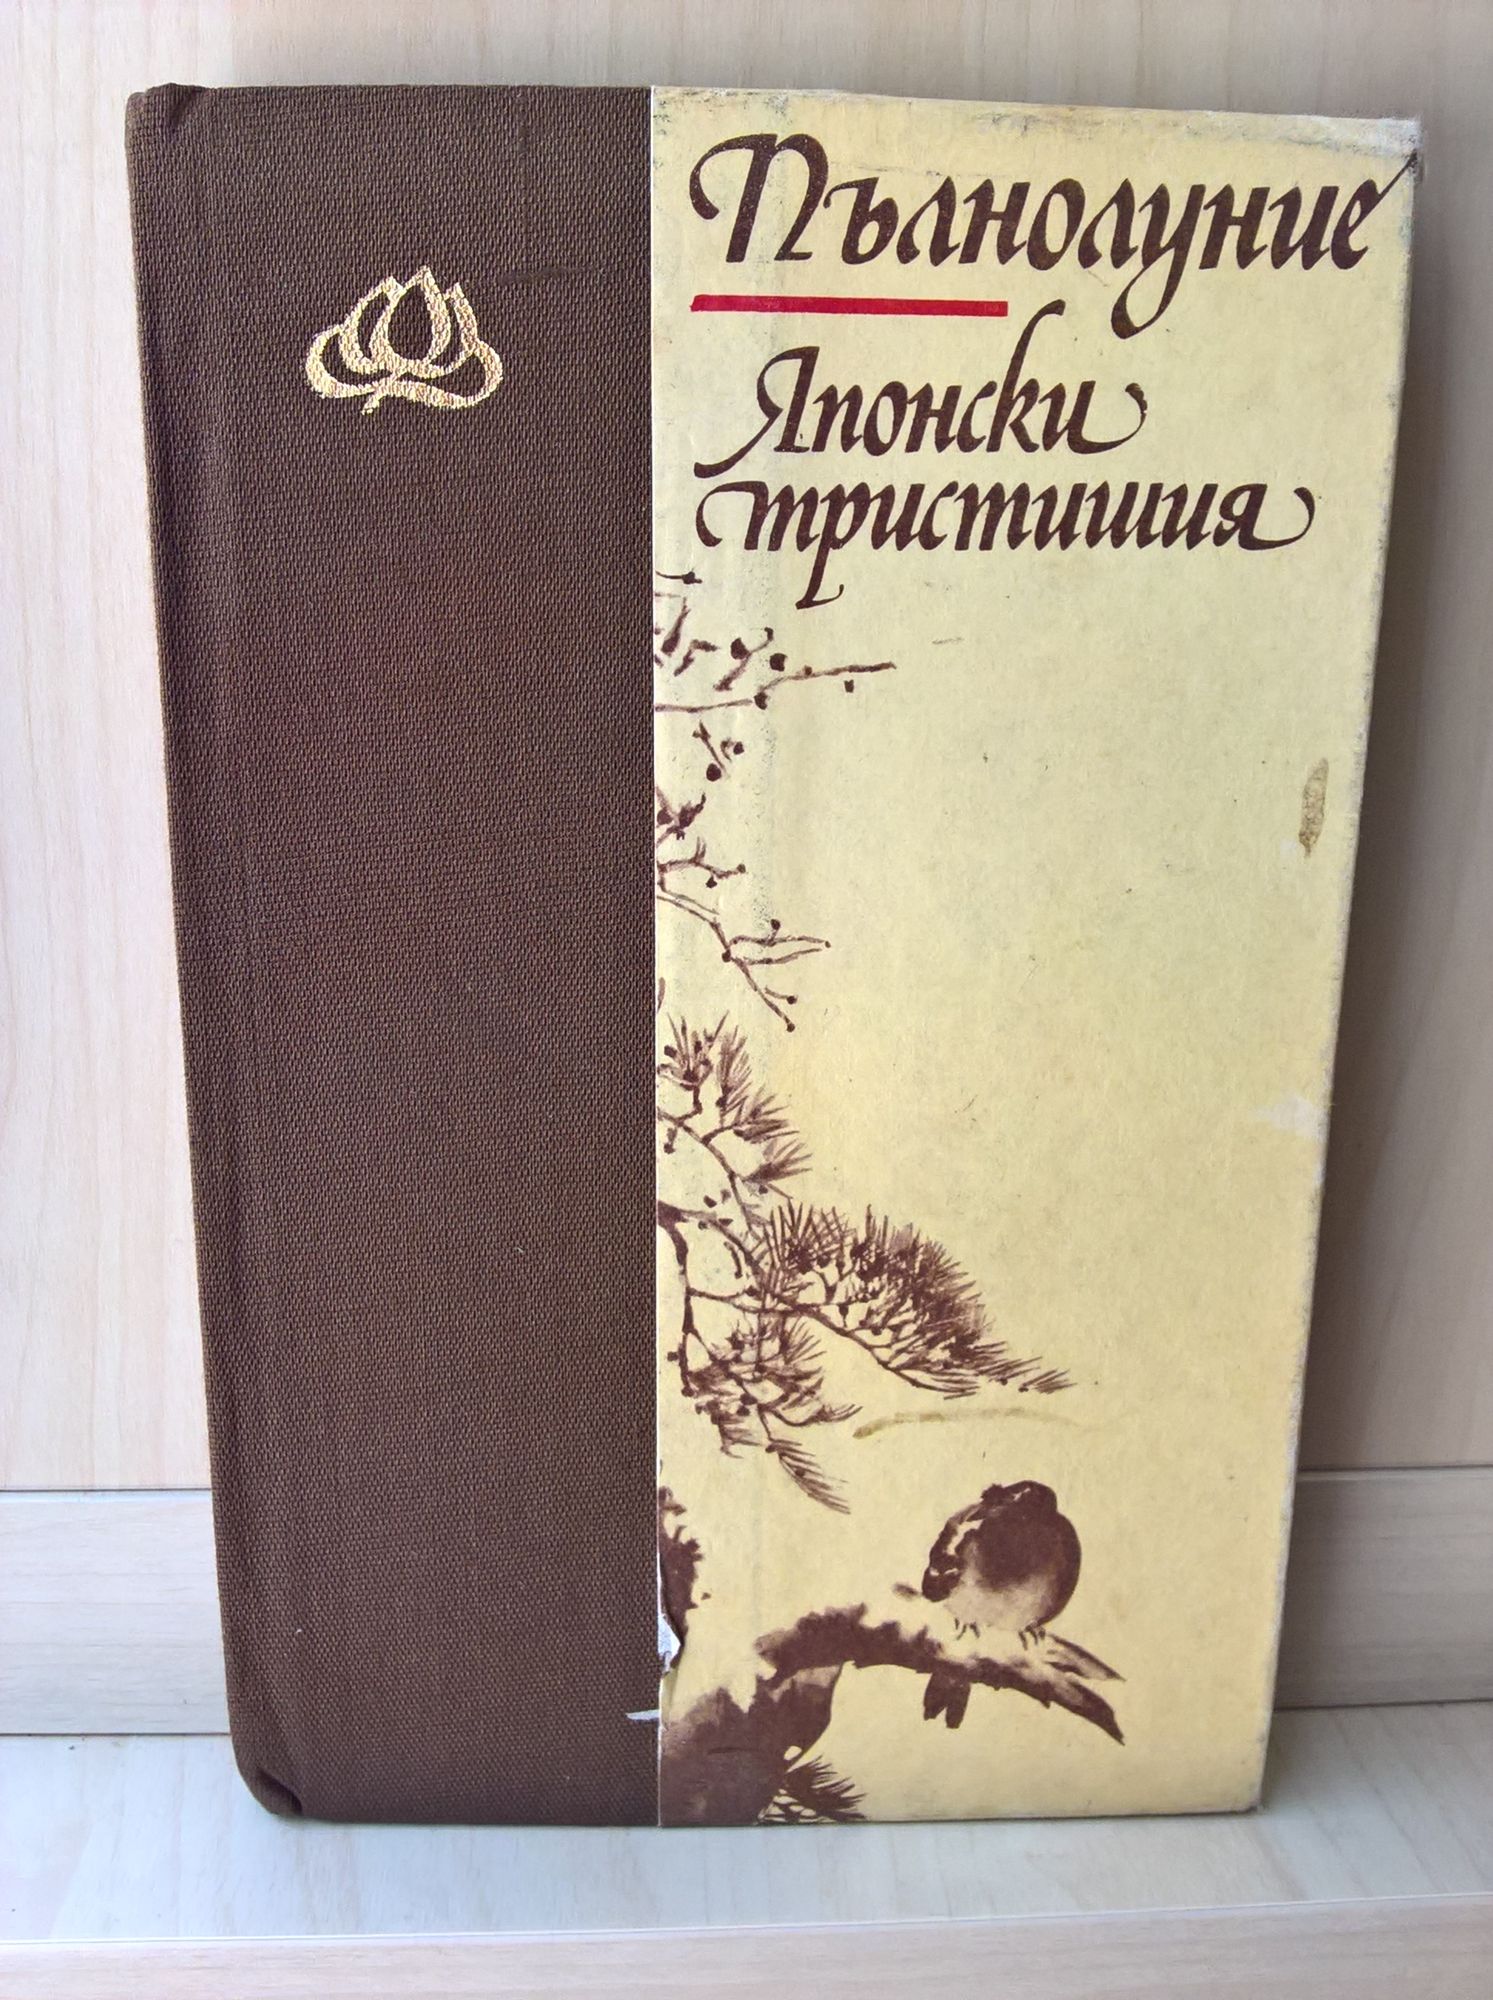 Пълнолуние
Японски
тристишия